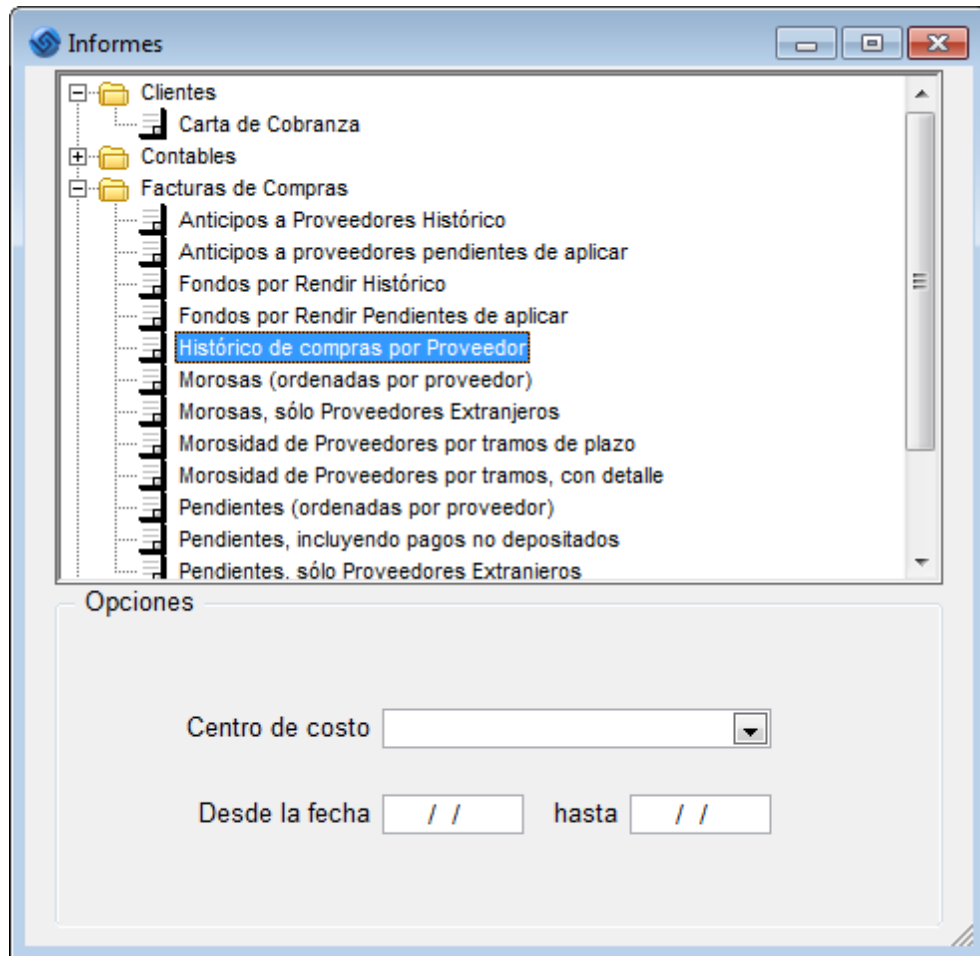 Informes
Clientes
Carta de Cobranza
Contables
Facturas de Compras
Anticipos a Proveedores Histórico
Anticipos a proveedores pendientes de aplicar
Fondos por Rendir Histórico
Fondos por Rendir Pendientes de aplicar
Histórico de compras por Proveedor
Morosas (ordenadas por proveedor)
Morosas, sólo Proveedores Extranjeros
Morosidad de Proveedores por tramos de plazo
Morosidad de Proveedores por tramos, con detalle
Pendientes (ordenadas por proveedor)
Pendientes, incluyendo pagos no depositados
Pendientes, sólo Proveedores Extranjeros
Opciones
Centro de costo
Desde la fecha / / hasta / /